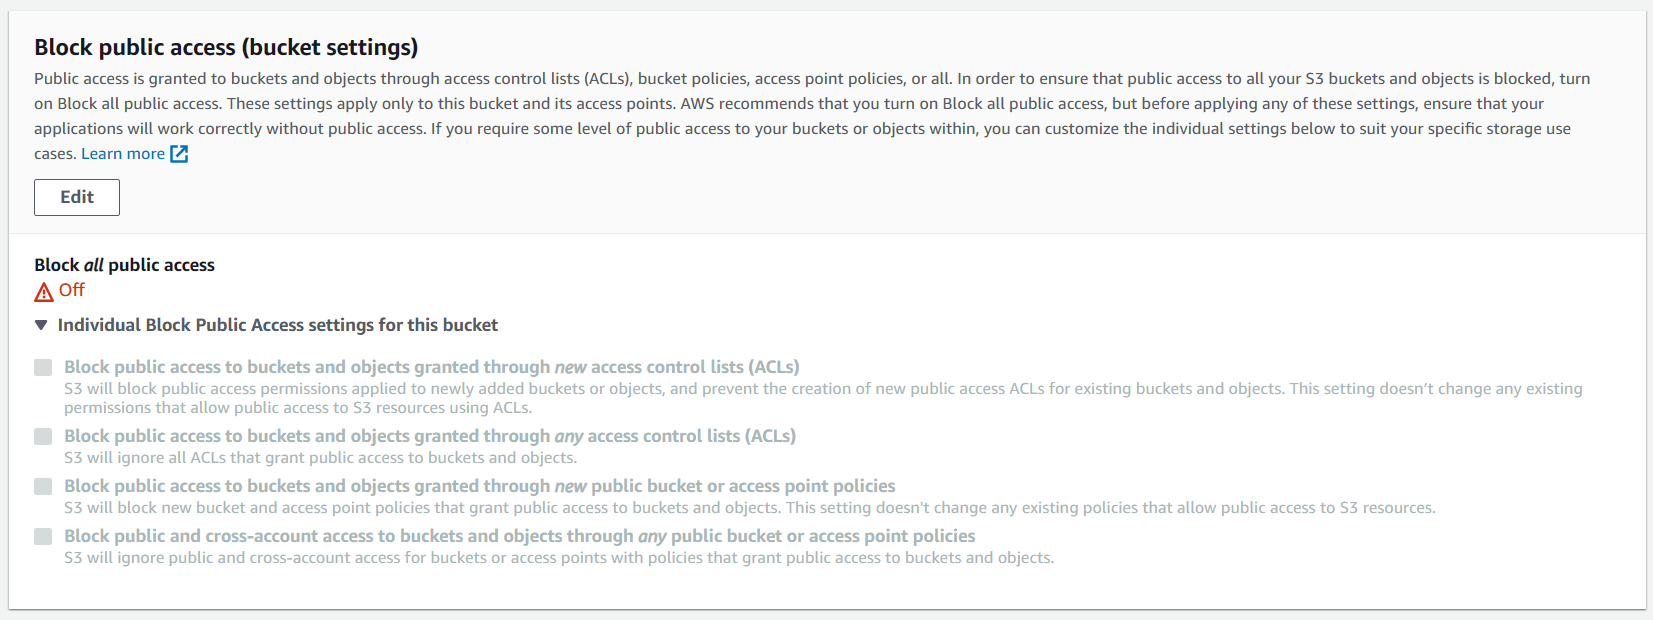 Block public access (bucket settings)
Public access is granted to buckets and objects through access control lists (ACLs), bucket policies, access point policies, or all. In order to ensure that public access to all your S3 buckets and objects is blocked, turn
on Block all public access. These settings apply only to this bucket and its access points. AWS recommends that you turn on Block all public access, but before applying any of these settings, ensure that your
applications will work correctly without public access. If you require some level of public access to your buckets or objects within, you can customize the individual settings below to suit your specific storage use
cases. Learn more
Edit
Block all public access
Off
Individual Block Public Access settings for this bucket
Block public access to buckets and objects granted through new access control lists (ACLs)
S3 will block public access permissions applied to newly added buckets or objects, and prevent the creation of new public access ACLs for existing buckets and objects. This setting doesn’t change any existing
permissions that allow public access to S3 resources using ACLs.
Block public access to buckets and objects granted through any access control lists (ACLs)
S3 will ignore all ACLs that grant public access to buckets and objects.
Block public access to buckets and objects granted through new public bucket or access point policies
S3 will block new bucket and access point policies that grant public access to buckets and objects. This setting doesn't change any existing policies that allow public access to S3 resources.
Block public and cross-account access to buckets and objects through any public bucket or access point policies
S3 will ignore public and cross-account access for buckets or access points with policies that grant public access to buckets and objects.